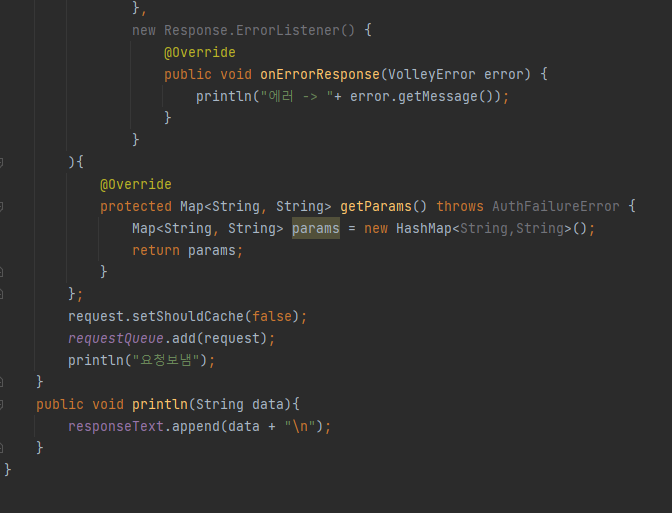 },
new Response.ErrorListener() {
@Override
public void onErrorResponse(VolleyError error) {
println("에러 -> "+ error.getMessage());
}
}
){
@Override
protected Map<String, String> getParams() throws AuthFailureError {
Map<String, String> params = new HashMap<String,String>();
return params;
}
};
request.setShouldCache(false);
requestQueue.add(request);
println("요청보냄");
}
public void println(String data){
responseText.append(data + "\n");
}
}